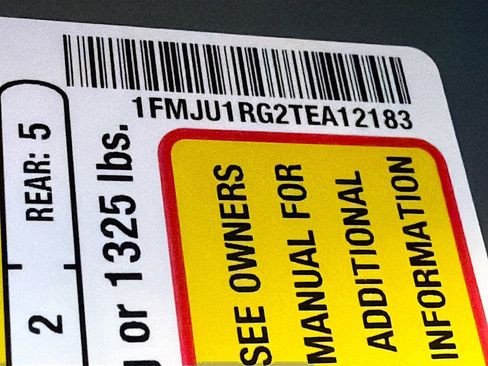 1FMJU1RG2TEA12183
REAR: 5
2
or 1325 lbs.
SEE OWNERS
MANUAL FOR
ADDITIONAL
INFORMATION